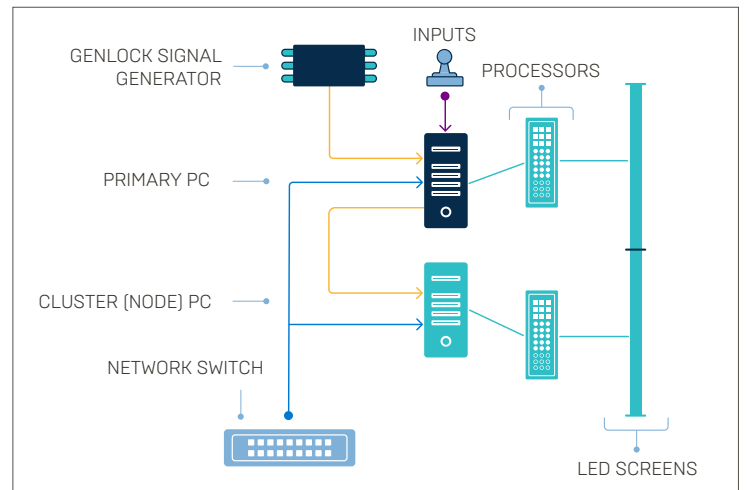 GENLOCK SIGNAL
GENERATOR
INPUTS
PROCESSORS
PRIMARY PC
CLUSTER (NODE) PC
NETWORK SWITCH
LED SCREENS